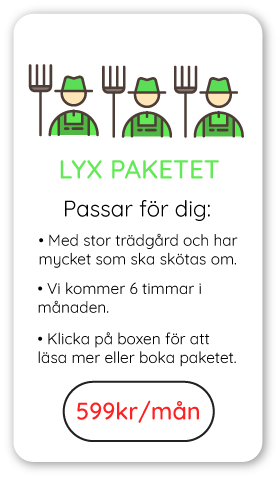 LYX PAKETET
Passar för dig:
• Med stor trädgård och har
mycket som ska skötas om.
• Vi kommer 6 timmar i
månaden.
• Klicka på boxen för att
läsa mer eller boka paketet.
599kr/mån